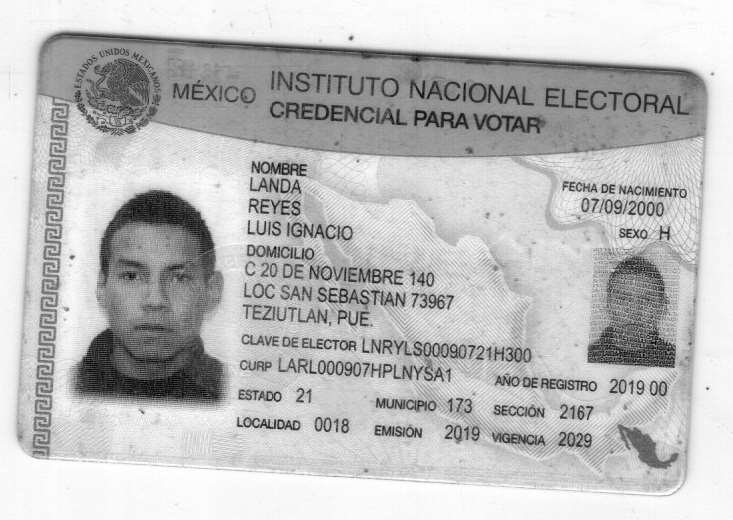 ESTADOS UNIDOS MEXICANOS
MÉXICO INSTITUTO NACIONAL ELECTORAL
CREDENCIAL PARA VOTAR
NOMBRE
LANDA
REYES
LUIS IGNACIO
FECHA DE NACIMIENTO
07/09/2000
SEXO H
DOMICILIO
C 20 DE NOVIEMBRE 140
LOC SAN SEBASTIAN 73967
TEZIUTLAN, PUE.
CLAVE DE ELECTOR LNRYLS00090721H300
CURP LARL000907HPLNYSA1 AÑO DE REGISTRO 2019 00
ESTADO 21 MUNICIPIO 173 SECCIÓN 2167
LOCALIDAD 0018 EMISIÓN 2019 VIGENCIA 2029